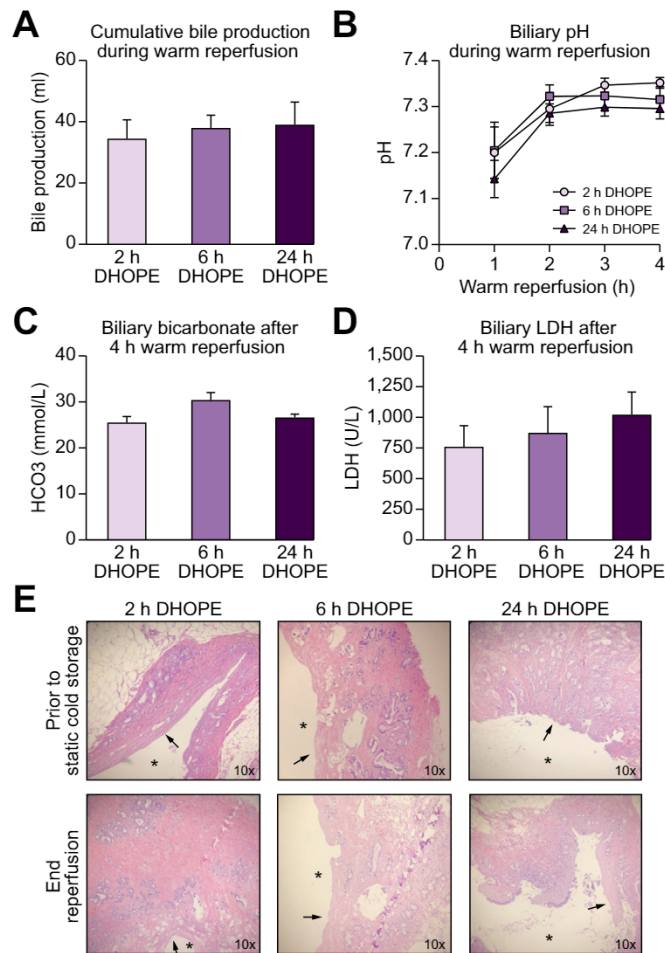 A
Cumulative bile production
during warm reperfusion
Bile production (ml)
60
40
20
0
2 h
DHOPE
6 h
DHOPE
24 h
DHOPE
B
Biliary pH
during warm reperfusion
pH
7.4
7.3
7.2
7.1
7.0
2 h DHOPE
6 h DHOPE
24 h DHOPE
0
1
2
3
4
Warm reperfusion (h)
C
Biliary bicarbonate after
4 h warm reperfusion
HCO3 (mmol/L)
40
30
20
10
0
2 h
DHOPE
6 h
DHOPE
24 h
DHOPE
D
Biliary LDH after
4 h warm reperfusion
LDH (U/L)
1,500
1,250
1,000
750
500
250
0
2 h
DHOPE
6 h
DHOPE
24 h
DHOPE
E
2 h DHOPE
6 h DHOPE
24 h DHOPE
Prior to
static cold storage
*
10x
*
10x
*
10x
End
reperfusion
*
10x
*
10x
*
10x